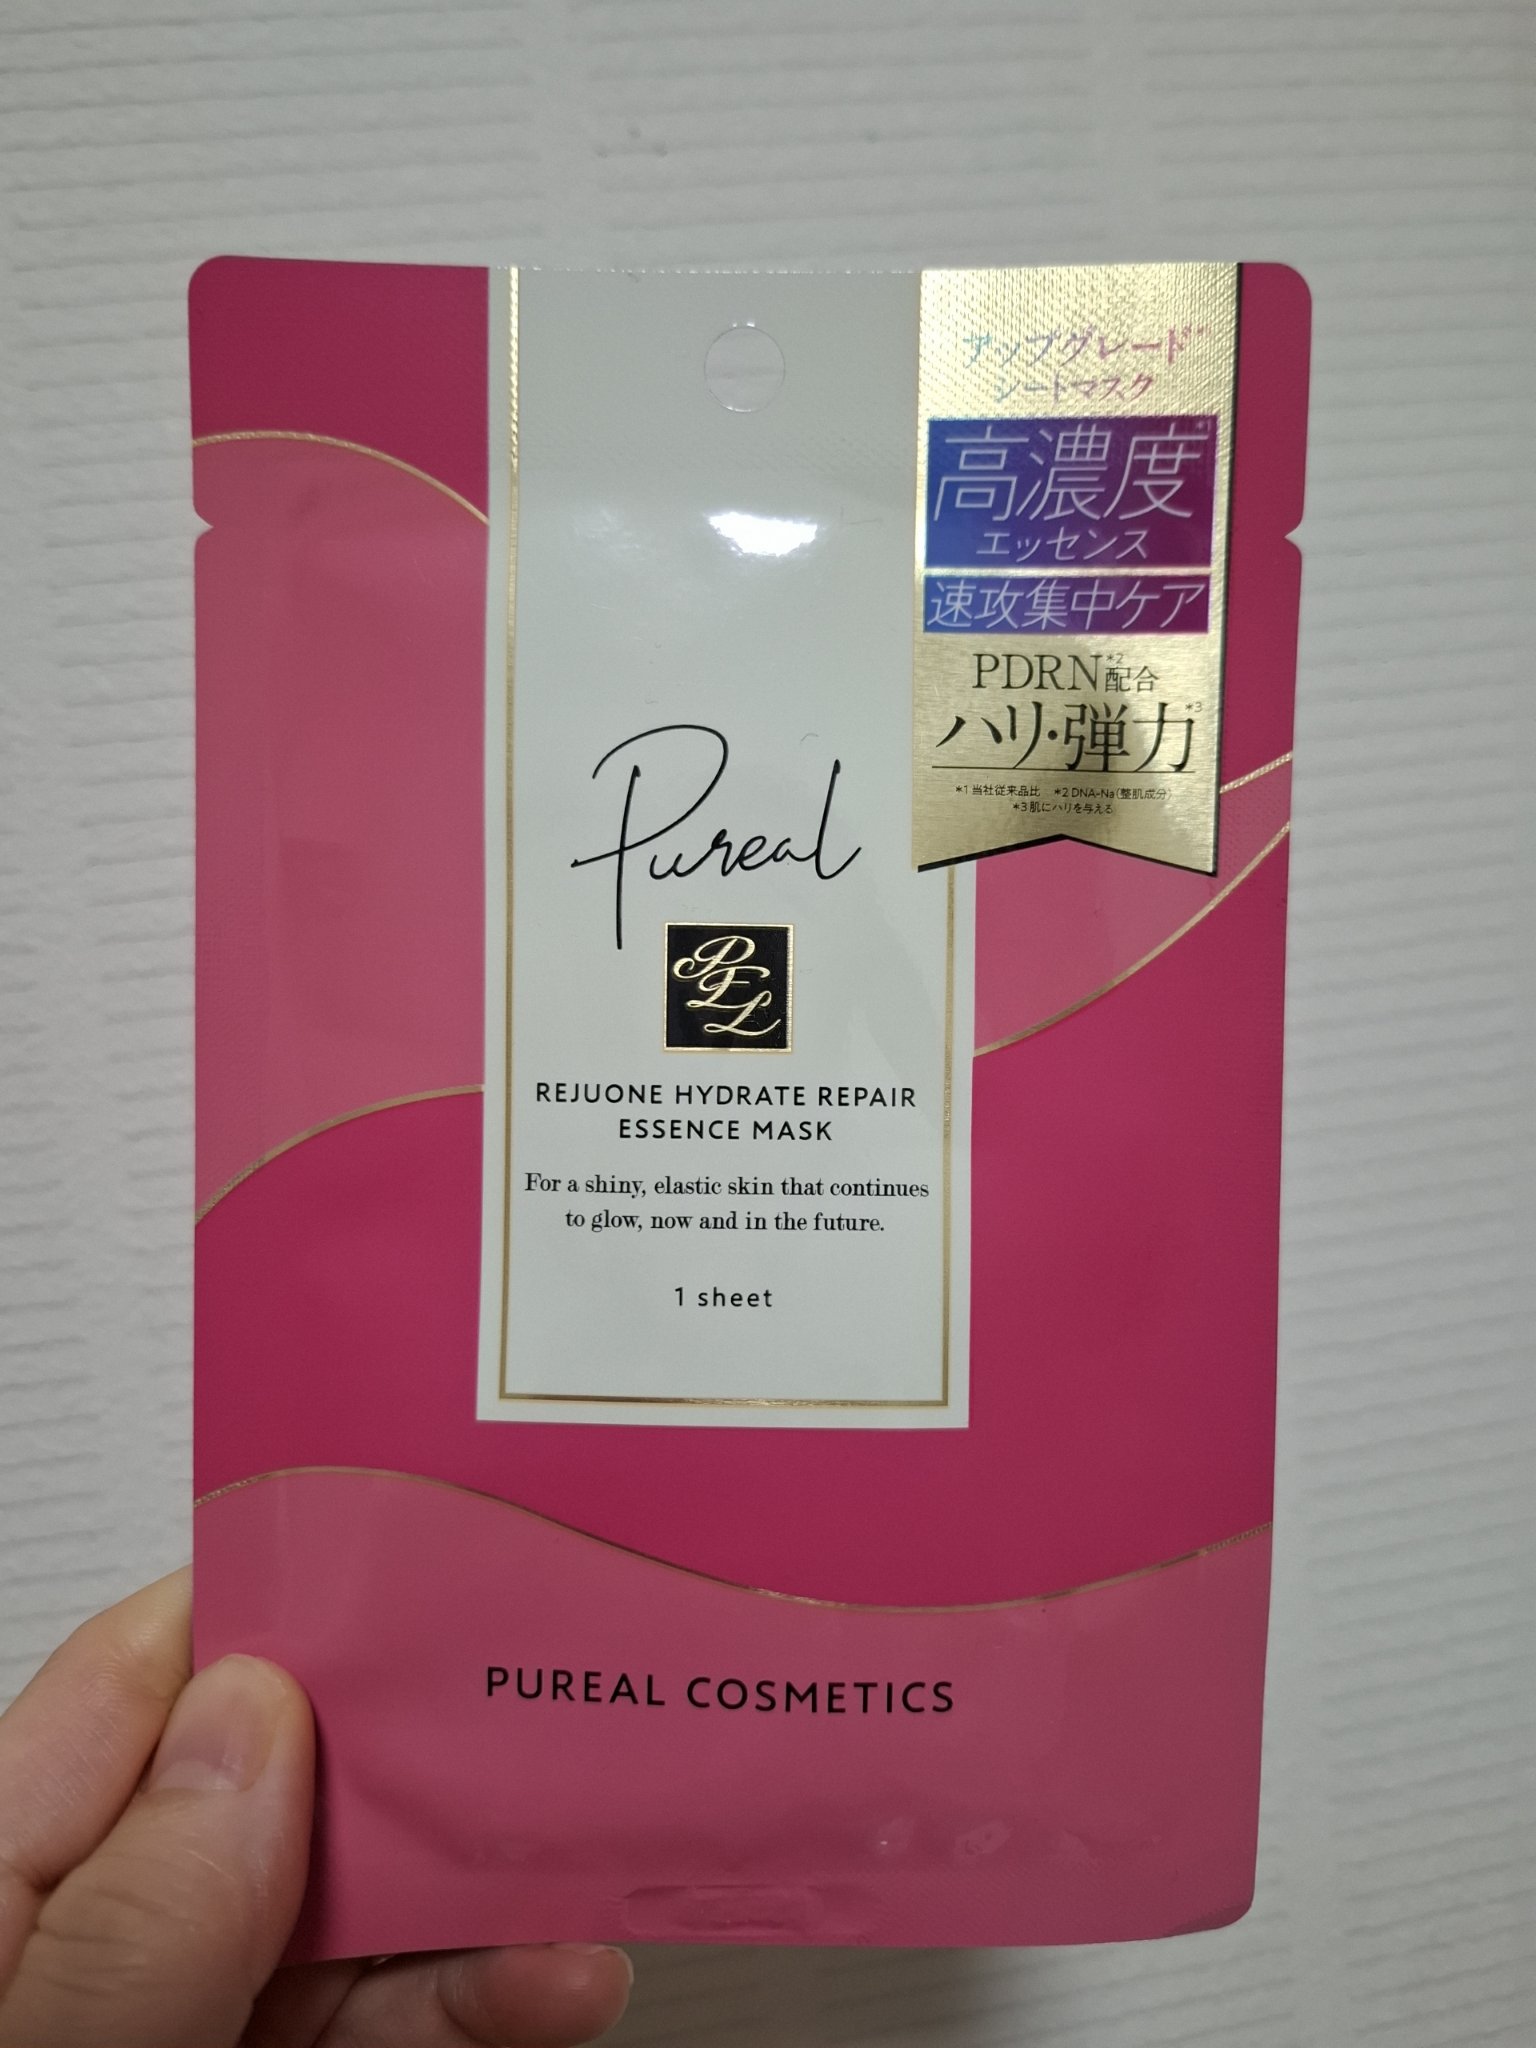 アップグレード*1
シートマスク
高濃度*1
エッセンス
速攻集中ケア
PDRN*2配合
ハリ・弾力*3
*1 当社従来品比 *2 DNA-Na(整肌成分)
*3 肌にハリを与える
Pureal
PEL
REJUONE HYDRATE REPAIR
ESSENCE MASK
For a shiny, elastic skin that continues
to glow, now and in the future.
1 sheet
PUREAL COSMETICS